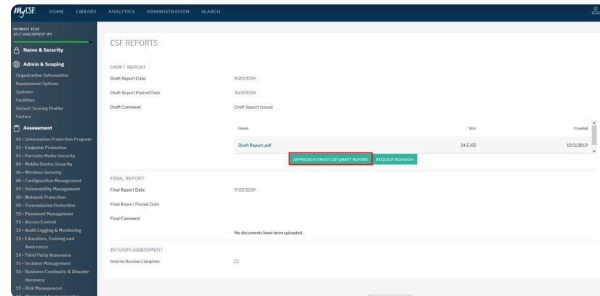 MyCSF
HOME LIBRARY ANALYTICS ADMINISTRATION SEARCH
HITRUST TEST
SELF ASSESSMENT #1
Name & Security
Admin & Scoping
Organization Information
Assessment Options
Systems
Facilities
Default Scoring Profile
Factors
Assessment
01 - Information Protection Program
02 - Endpoint Protection
03 - Portable Media Security
04 - Mobile Device Security
05 - Wireless Security
06 - Configuration Management
07 - Vulnerability Management
08 - Network Protection
09 - Transmission Protection
10 - Password Management
11 - Access Control
12 - Audit Logging & Monitoring
13 - Education, Training and
Awareness
14 - Third Party Assurance
15 - Incident Management
16 - Business Continuity & Disaster
Recovery
17 - Risk Management
CSF REPORTS
DRAFT REPORT
Draft Report Date 9/20/2019
Draft Report Posted Date 10/2/2019
Draft Comment Draft Report Issued
Name Size Created
Draft Report.pdf 34.5 KB 10/2/2019
APPROVE HITRUST CSF DRAFT REPORT REQUEST REVISION
FINAL REPORT
Final Report Date 9/20/2019
Final Report Posted Date
Final Comment
No documents have been uploaded.
INTERIM ASSESSMENT
Interim Review Complete